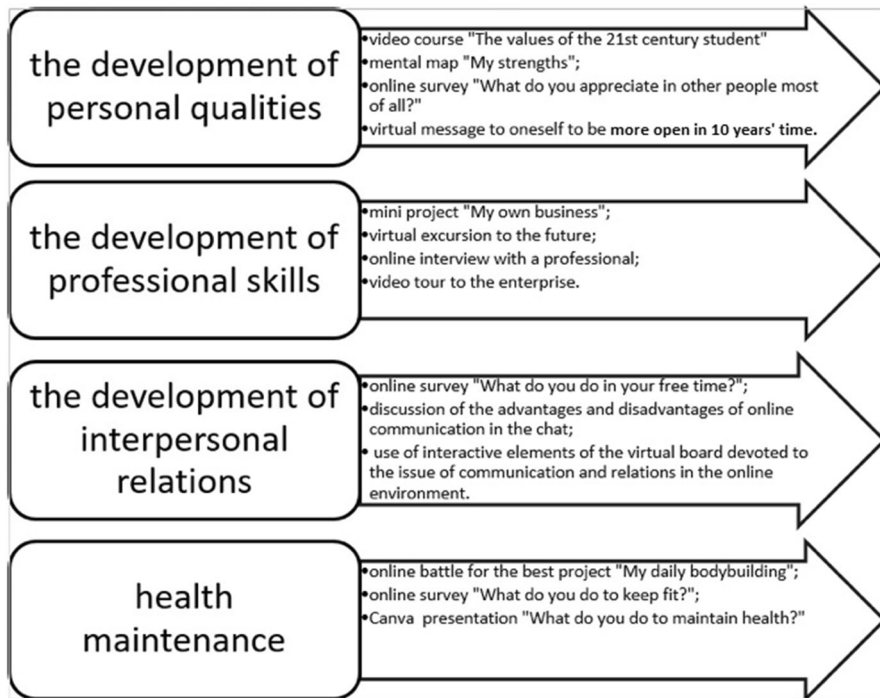 the development of
personal qualities
•video course "The values of the 21st century student"
•mental map "My strengths";
•online survey "What do you appreciate in other people most
of all?"
•virtual message to oneself to be more open in 10 years' time.
the development of
professional skills
•mini project "My own business";
•virtual excursion to the future;
•online interview with a professional;
•video tour to the enterprise.
the development of
interpersonal
relations
•online survey "What do you do in your free time?";
•discussion of the advantages and disadvantages of online
communication in the chat;
• use of interactive elements of the virtual board devoted to
the issue of communication and relations in the online
environment.
health
maintenance
•online battle for the best project "My daily bodybuilding";
•online survey "What do you do to keep fit?";
•Canva presentation "What do you do to maintain health?"